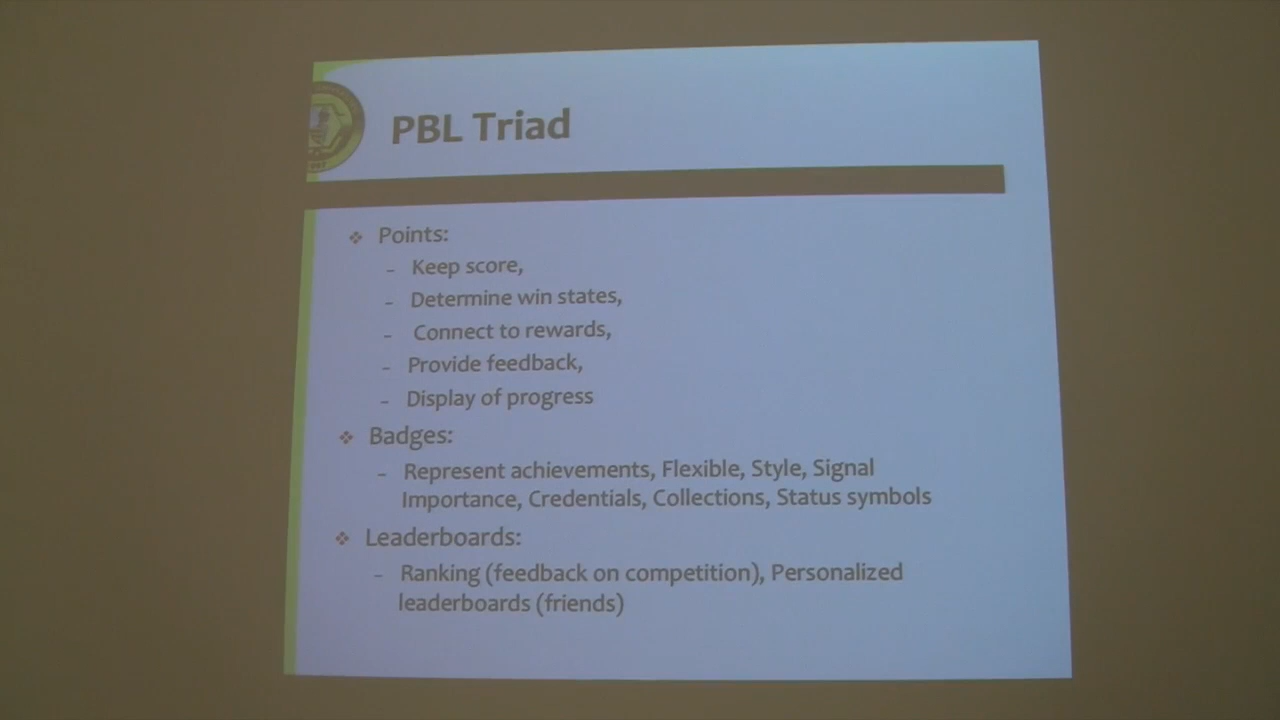 PBL Triad
❖ Points:
– Keep score,
– Determine win states,
– Connect to rewards,
– Provide feedback,
– Display of progress
❖ Badges:
– Represent achievements, Flexible, Style, Signal
Importance, Credentials, Collections, Status symbols
❖ Leaderboards:
– Ranking (feedback on competition), Personalized
leaderboards (friends)